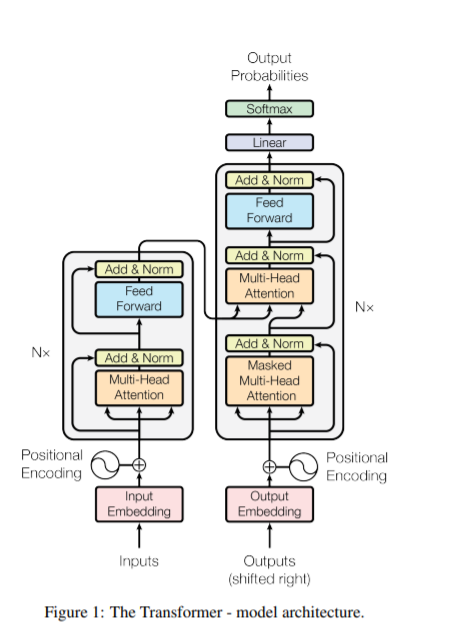 Output
Probabilities
Softmax
Linear
Add & Norm
Feed
Forward
Add & Norm
Multi-Head
Attention
Add & Norm
Masked
Multi-Head
Attention
Nx
Add & Norm
Feed
Forward
Add & Norm
Multi-Head
Attention
Nx
Positional
Encoding
Positional
Encoding
Input
Embedding
Output
Embedding
Inputs
Outputs
(shifted right)
Figure 1: The Transformer - model architecture.